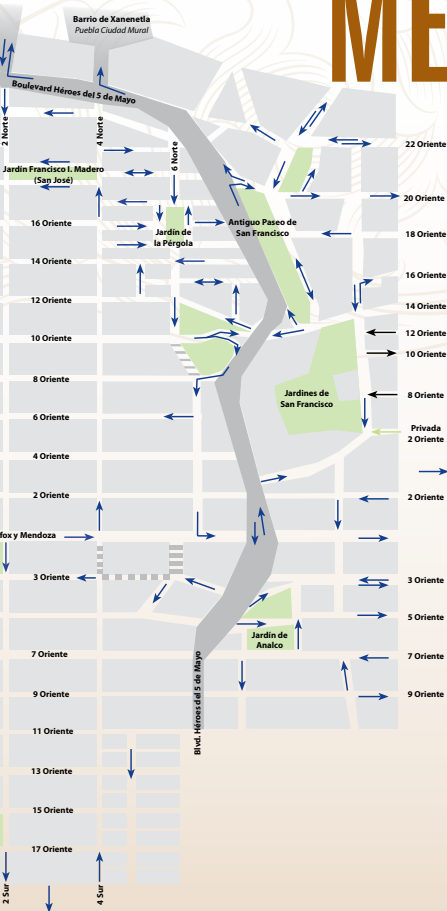 ME
Barrio de Xanenetla
Puebla Ciudad Mural
Boulevard Héroes del 5 de Mayo
2 Norte
4 Norte
6 Norte
22 Oriente
Jardín Francisco I. Madero
(San José)
20 Oriente
16 Oriente
Jardín de
la Pérgola
Antiguo Paseo de
San Francisco
18 Oriente
14 Oriente
16 Oriente
12 Oriente
14 Oriente
10 Oriente
12 Oriente
10 Oriente
8 Oriente
Jardines de
San Francisco
8 Oriente
6 Oriente
Privada
2 Oriente
4 Oriente
2 Oriente
2 Oriente
fox y Mendoza
3 Oriente
3 Oriente
5 Oriente
Jardín de
Analco
7 Oriente
7 Oriente
Blvd. Héroes del 5 de Mayo
9 Oriente
9 Oriente
11 Oriente
13 Oriente
15 Oriente
17 Oriente
2 Sur
4 Sur